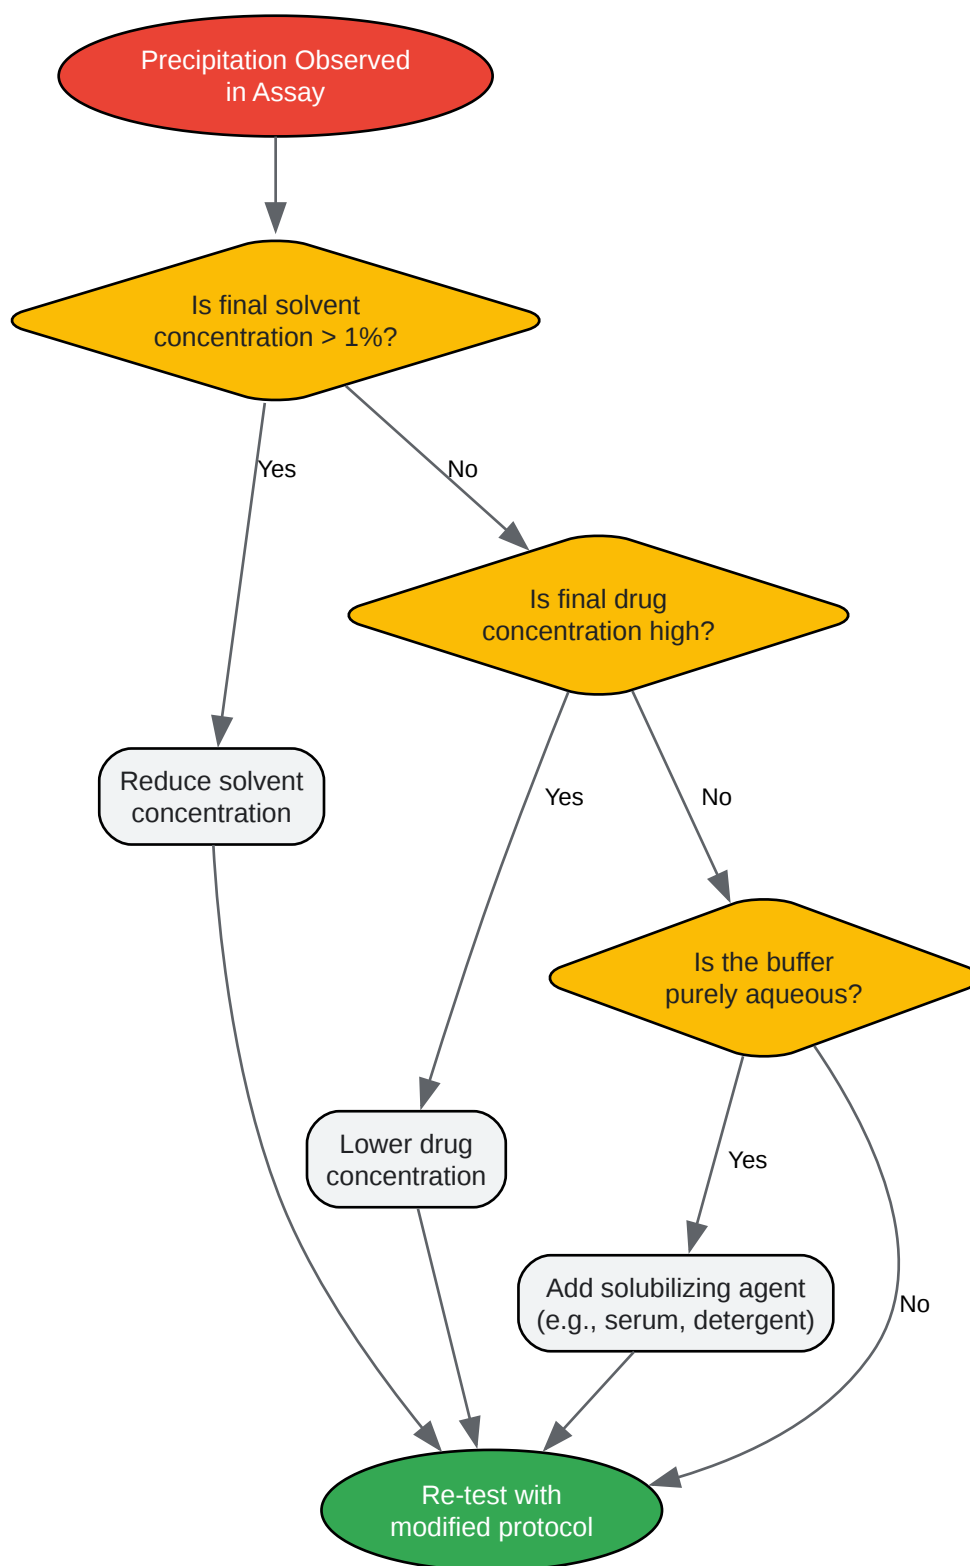 Precipitation Observed
in Assay
Is final solvent
concentration > 1%?
Yes
No
Is final drug
concentration high?
Reduce solvent
concentration
Yes
No
Is the buffer
purely aqueous?
Lower drug
concentration
Yes
Add solubilizing agent
(e.g., serum, detergent)
No
Re-test with
modified protocol